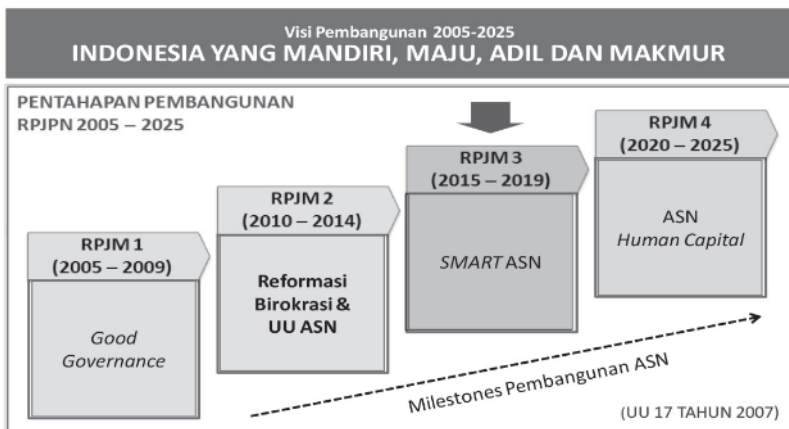 Visi Pembangunan 2005-2025
INDONESIA YANG MANDIRI, MAJU, ADIL DAN MAKMUR
PENTAHAPAN PEMBANGUNAN
RPJPN 2005 – 2025
RPJM 1
(2005 – 2009)
Good
Governance
RPJM 2
(2010 – 2014)
Reformasi
Birokrasi &
UU ASN
RPJM 3
(2015 – 2019)
SMART ASN
RPJM 4
(2020 – 2025)
ASN
Human Capital
Milestones Pembangunan ASN
(UU 17 TAHUN 2007)